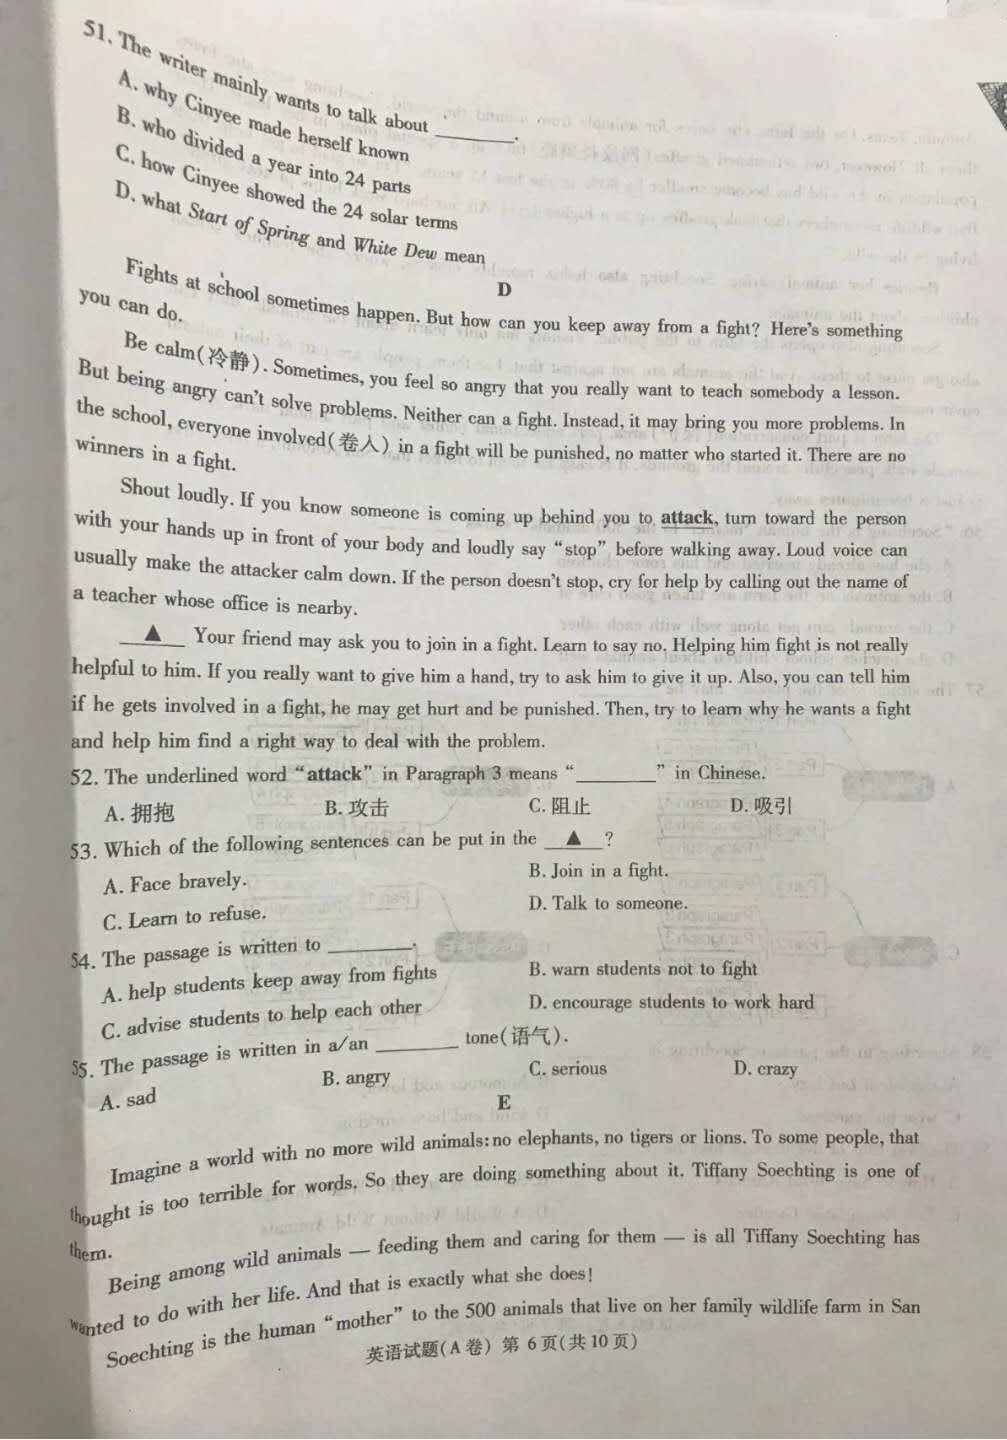 51. The writer mainly wants to talk about ________.
A. why Cinyee made herself known
B. who divided a year into 24 parts
C. how Cinyee showed the 24 solar terms
D. what Start of Spring and White Dew mean
D
Fights at school sometimes happen. But how can you keep away from a fight? Here's something
you can do.
Be calm(冷静). Sometimes, you feel so angry that you really want to teach somebody a lesson.
But being angry can't solve problems. Neither can a fight. Instead, it may bring you more problems. In
the school, everyone involved(卷入) in a fight will be punished, no matter who started it. There are no
winners in a fight.
Shout loudly. If you know someone is coming up behind you to attack, turn toward the person
with your hands up in front of your body and loudly say “stop” before walking away. Loud voice can
usually make the attacker calm down. If the person doesn't stop, cry for help by calling out the name of
a teacher whose office is nearby.
▲ Your friend may ask you to join in a fight. Learn to say no. Helping him fight is not really
helpful to him. If you really want to give him a hand, try to ask him to give it up. Also, you can tell him
if he gets involved in a fight, he may get hurt and be punished. Then, try to learn why he wants a fight
and help him find a right way to deal with the problem.
52. The underlined word “attack” in Paragraph 3 means “________” in Chinese.
A. 拥抱 B. 攻击 C. 阻止 D. 吸引
53. Which of the following sentences can be put in the ▲ ?
A. Face bravely. B. Join in a fight.
C. Learn to refuse. D. Talk to someone.
54. The passage is written to ________.
A. help students keep away from fights B. warn students not to fight
C. advise students to help each other D. encourage students to work hard
55. The passage is written in a/an ________ tone(语气).
A. sad B. angry C. serious D. crazy
E
Imagine a world with no more wild animals: no elephants, no tigers or lions. To some people, that
thought is too terrible for words. So they are doing something about it. Tiffany Soechting is one of
them.
Being among wild animals — feeding them and caring for them — is all Tiffany Soechting has
wanted to do with her life. And that is exactly what she does!
Soechting is the human “mother” to the 500 animals that live on her family wildlife farm in San
英语试题(A卷) 第 6 页(共 10 页)